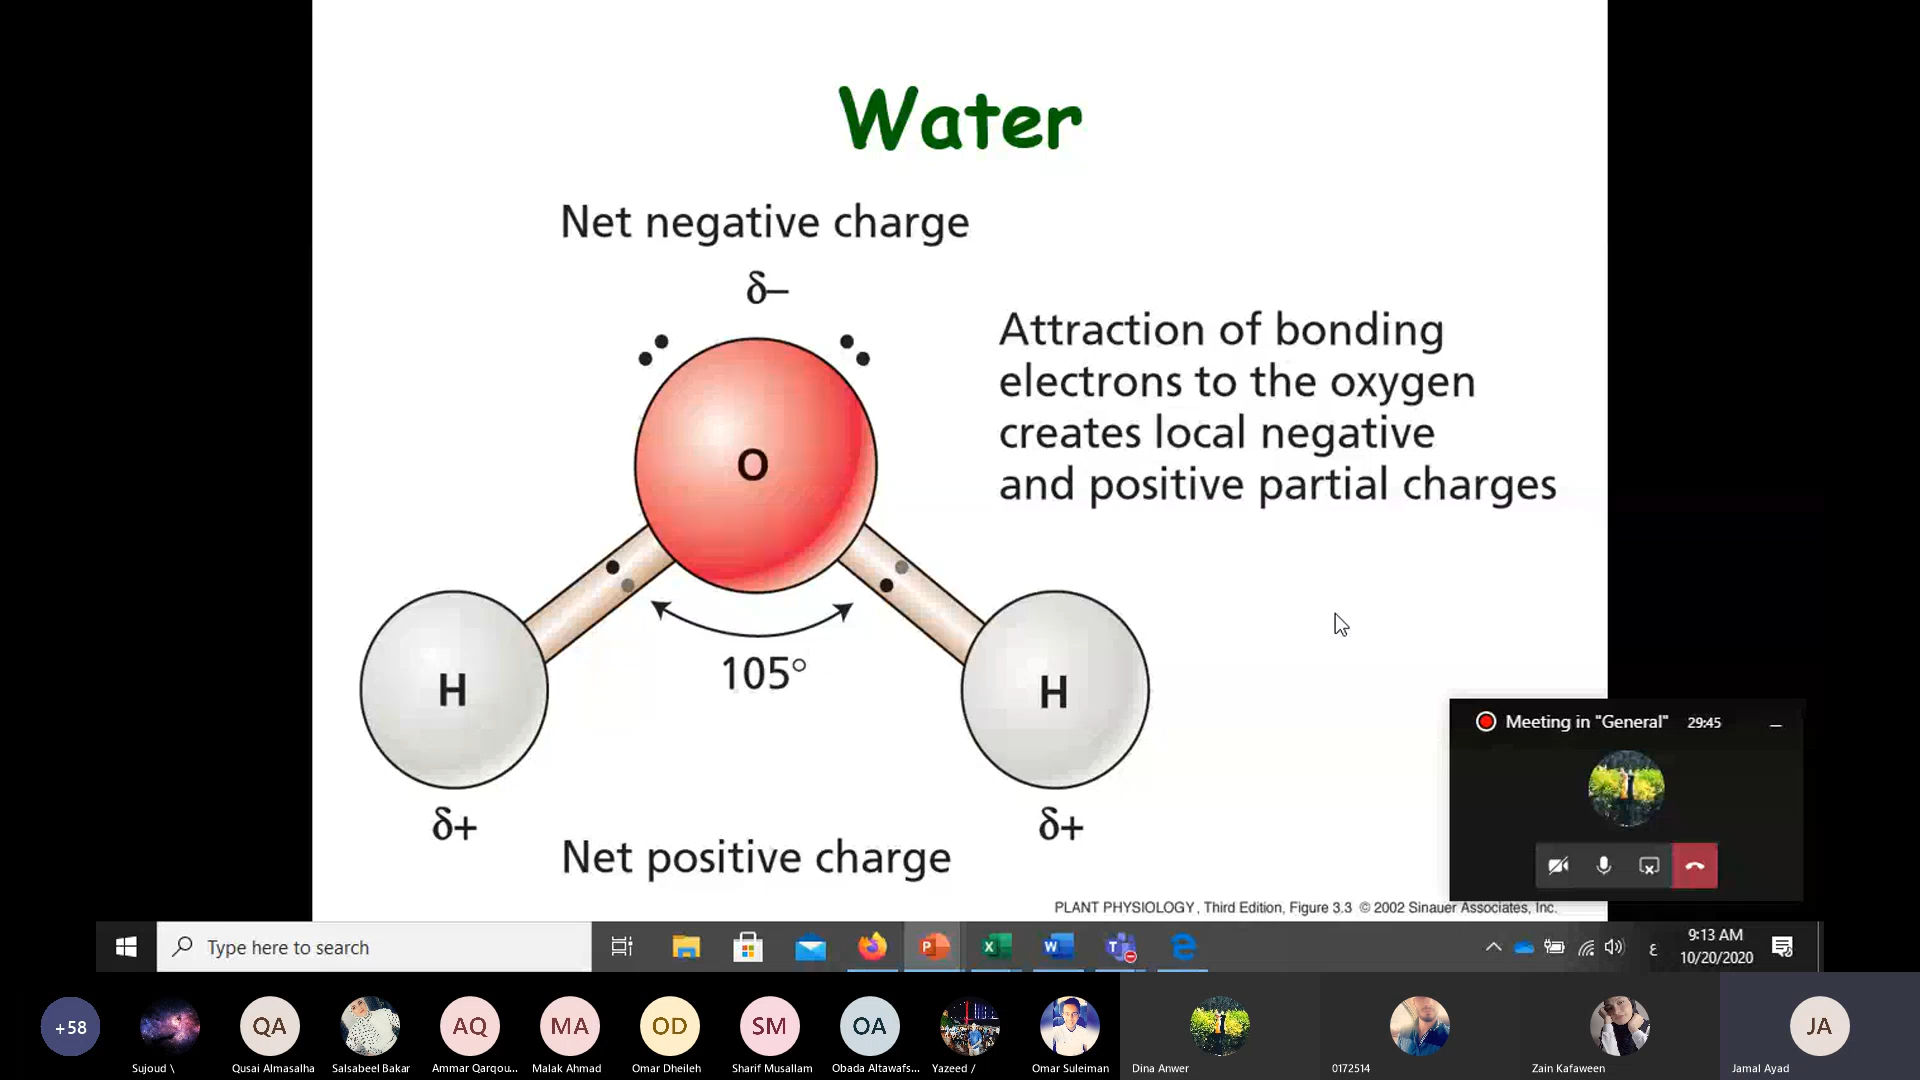 Water
Net negative charge
δ–
Attraction of bonding
electrons to the oxygen
creates local negative
and positive partial charges
O
H
H
105°
δ+
δ+
Net positive charge
PLANT PHYSIOLOGY, Third Edition, Figure 3.3 © 2002 Sinauer Associates, Inc.
Meeting in "General" 29:45
Type here to search
ع
9:13 AM
10/20/2020
+58
QA
AQ
MA
OD
SM
OA
JA
Sujoud \
Qusai Almasalha
Salsabeel Bakar
Ammar Qarqou...
Malak Ahmad
Omar Dheileh
Sharif Musallam
Obada Altawafs...
Yazeed /
Omar Suleiman
Dina Anwer
0172514
Zain Kafaween
Jamal Ayad